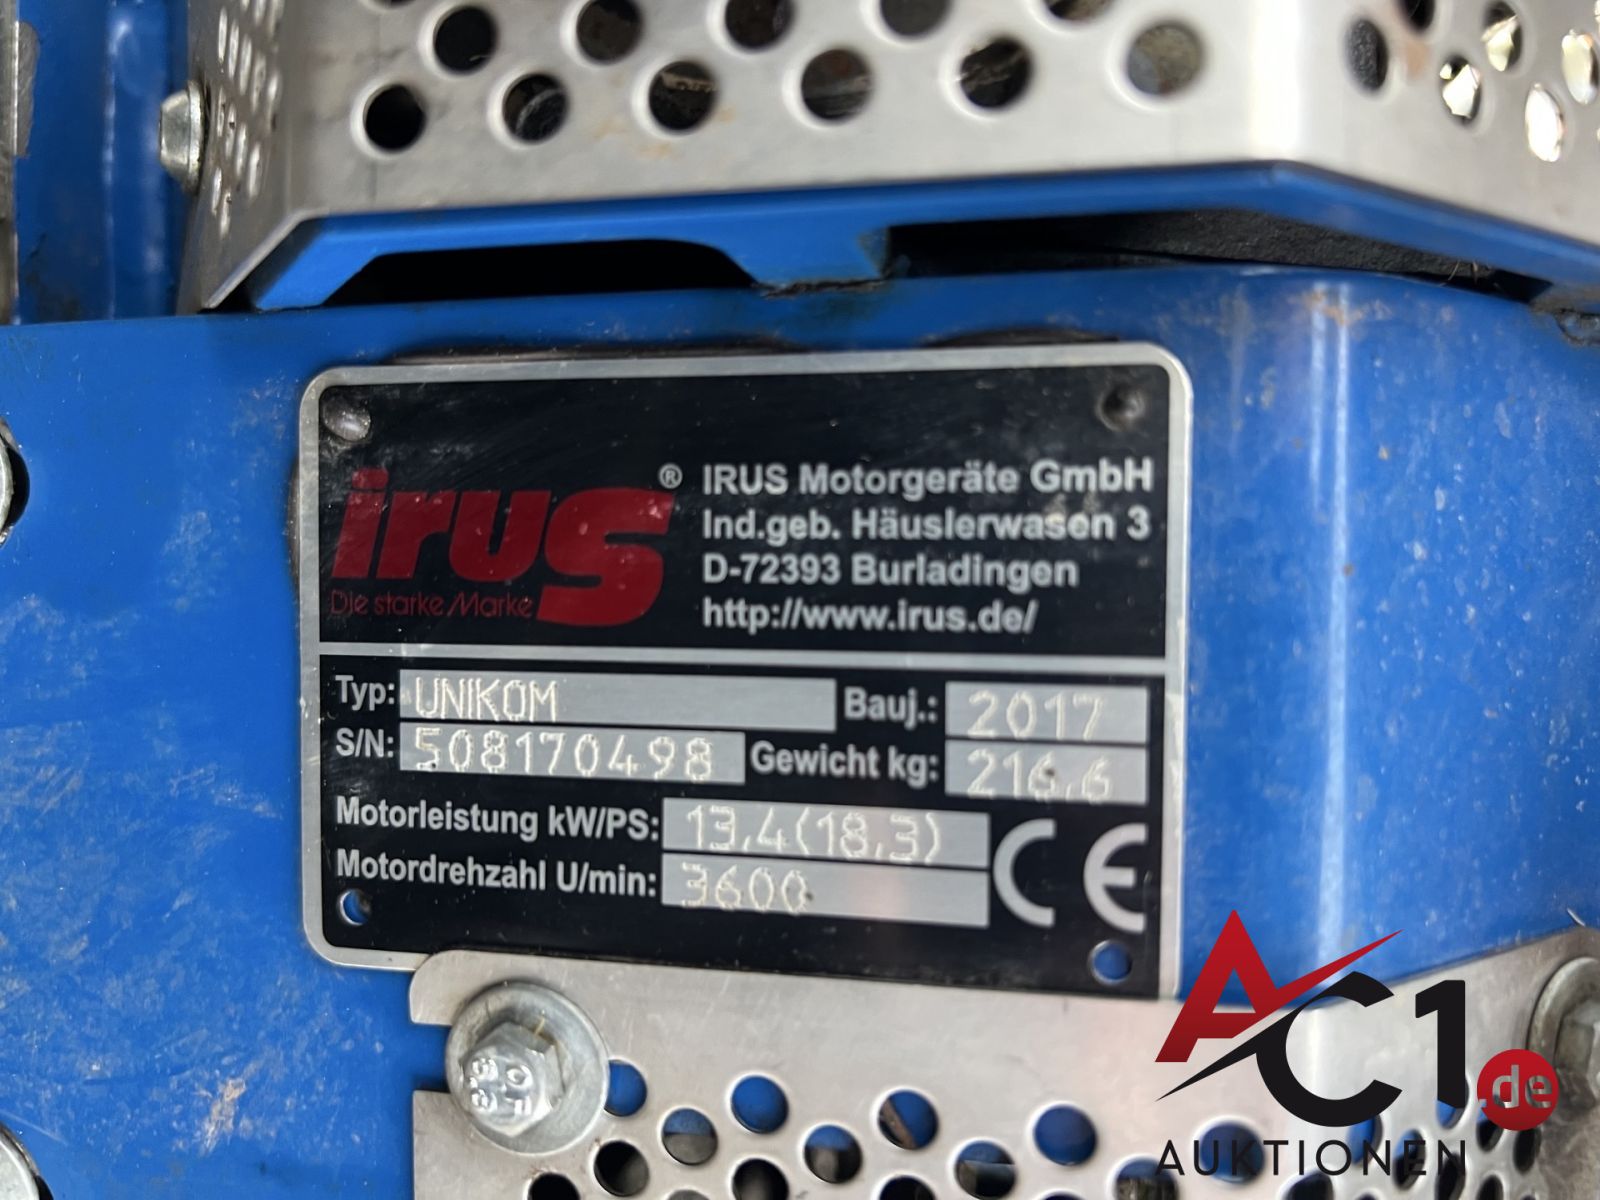 irus®
Die starke Marke
IRUS Motorgeräte GmbH
Ind.geb. Häuslerwasen 3
D-72393 Burladingen
http://www.irus.de/
Typ: UNIKOM Bauj.: 2017
S/N: 508170498 Gewicht kg: 216,6
Motorleistung kW/PS: 13,4(18,3)
Motordrehzahl U/min: 3600
CE
AC1.de
AUKTIONEN